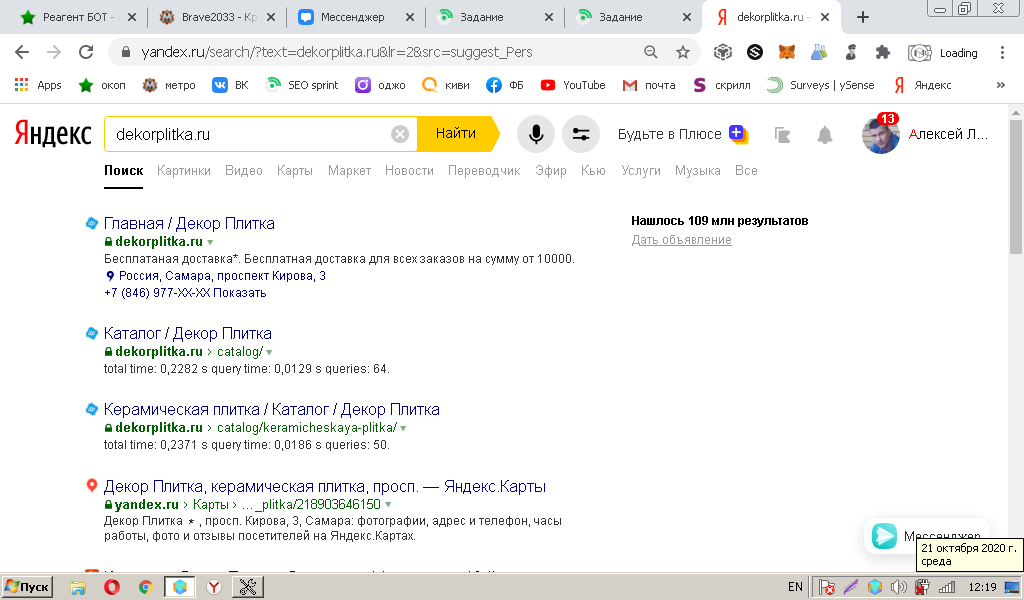 Реагент БОТ -
Brave2033 - Кр
Мессенджер
Задание
Задание
dekorplitka.ru –
yandex.ru/search/?text=dekorplitka.ru&lr=2&src=suggest_Pers
Loading
Apps
окоп
метро
ВК
SEO sprint
оджо
киви
ФБ
YouTube
почта
скрилл
Surveys | ySense
Яндекс
»
Яндекс
dekorplitka.ru
Найти
Будьте в Плюсе
13
Алексей Л...
Поиск Картинки Видео Карты Маркет Новости Переводчик Эфир Кью Услуги Музыка Все
Главная / Декор Плитка
dekorplitka.ru
Бесплатаная доставка*. Бесплатная доставка для всех заказов на сумму от 10000.
Россия, Самара, проспект Кирова, 3
+7 (846) 977-XX-XX Показать
Нашлось 109 млн результатов
Дать объявление
Каталог / Декор Плитка
dekorplitka.ru › catalog/
total time: 0,2282 s query time: 0,0129 s queries: 64.
Керамическая плитка / Каталог / Декор Плитка
dekorplitka.ru › catalog/keramicheskaya-plitka/
total time: 0,2371 s query time: 0,0186 s queries: 50.
Декор Плитка, керамическая плитка, просп. — Яндекс.Карты
yandex.ru › Карты › ..._plitka/218903646150
Декор Плитка ★ , просп. Кирова, 3, Самара: фотографии, адрес и телефон, часы
работы, фото и отзывы посетителей на Яндекс.Картах.
Мессенджер
21 октября 2020 г.
среда
Пуск
EN
12:19